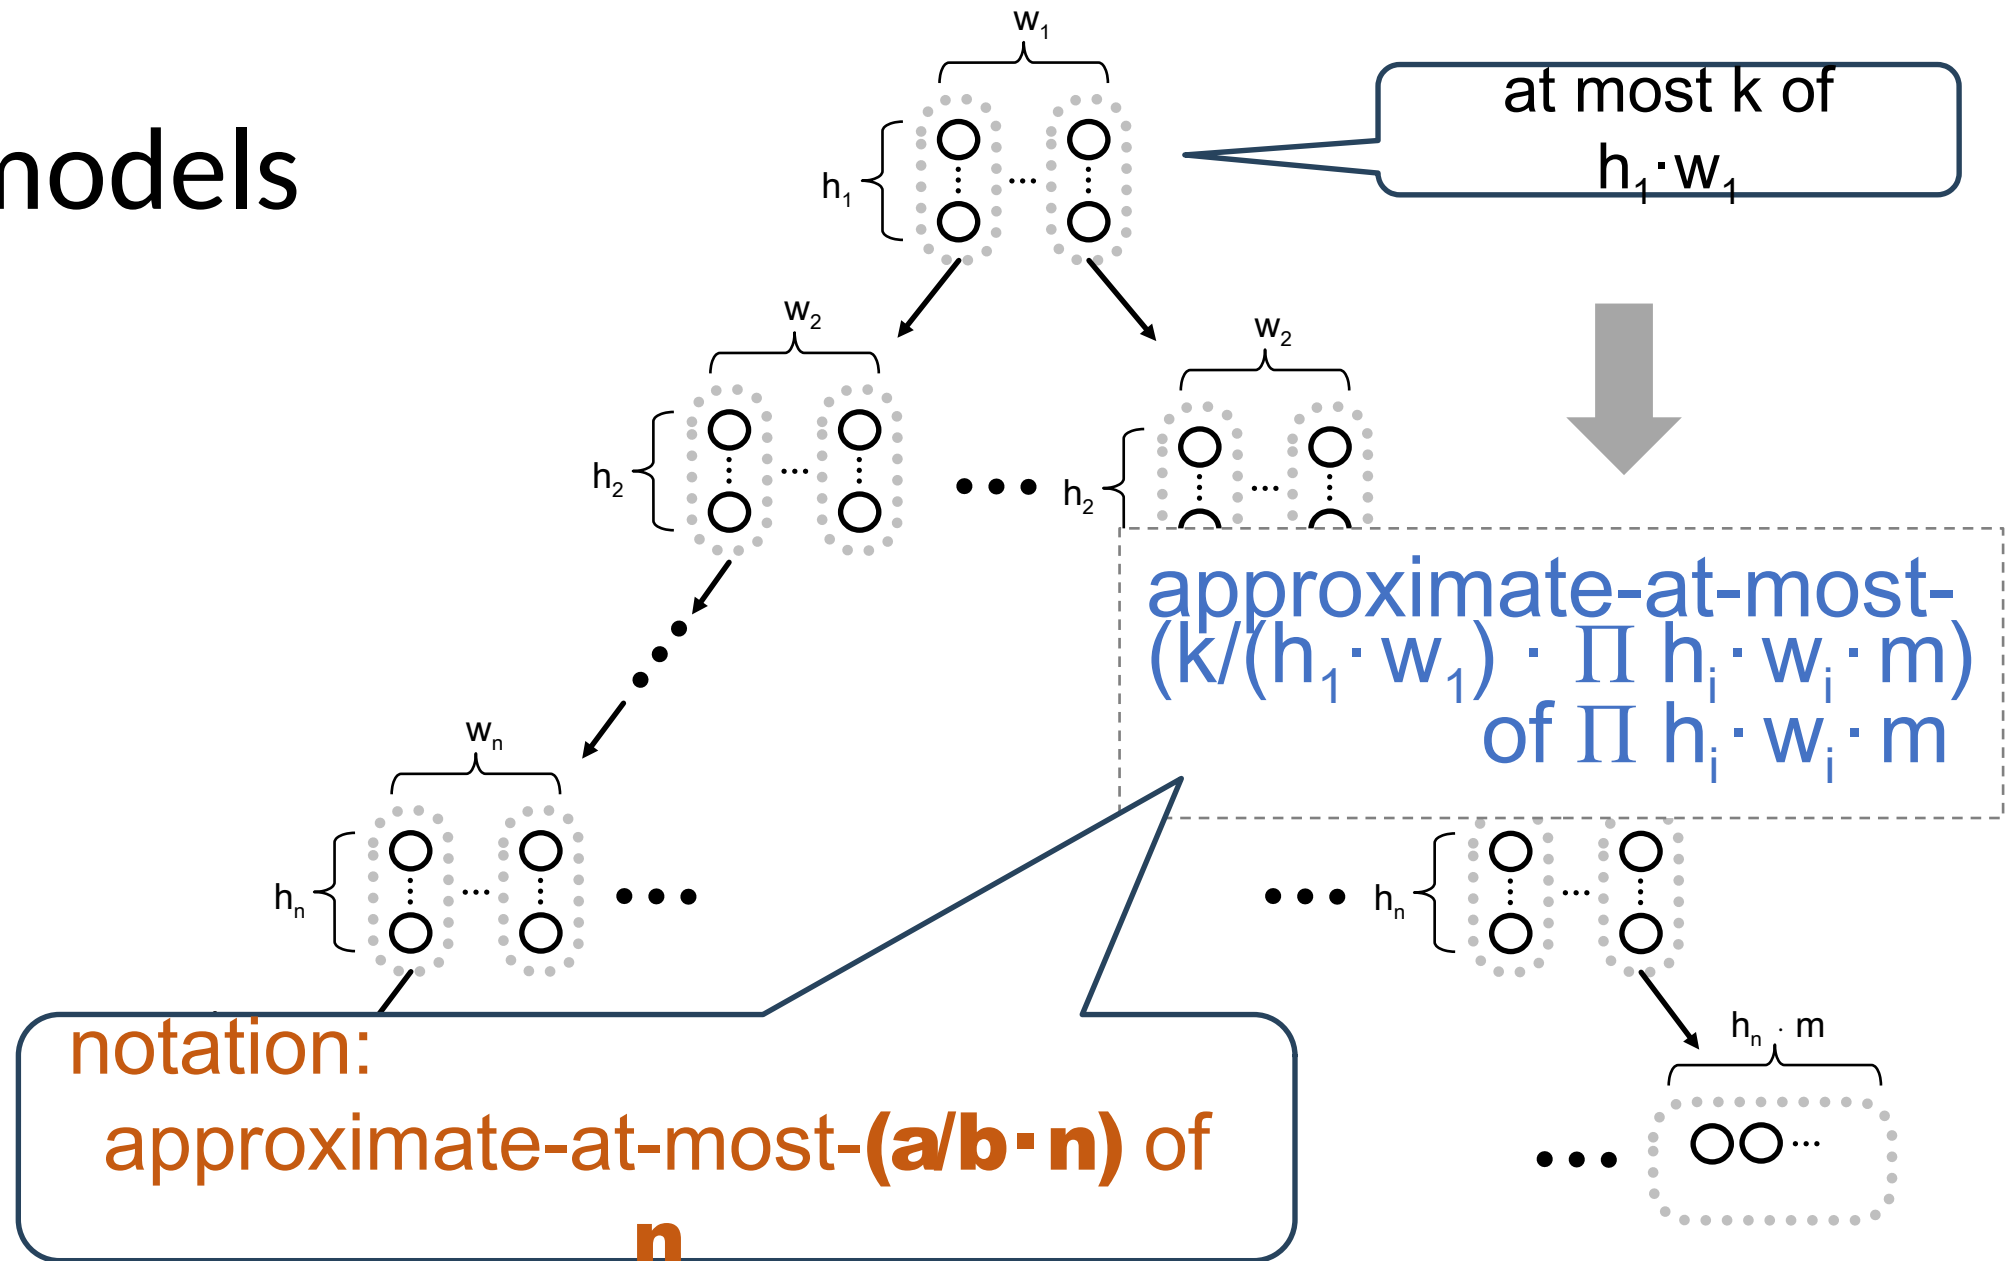 w₁
at most k of
h₁·w₁
models
h₁
...
w₂
w₂
h₂
...
h₂
...
approximate-at-most-
(k/(h₁· w₁) · Π hᵢ· wᵢ· m)
of Π hᵢ· wᵢ· m
wₙ
hₙ
...
hₙ
...
hₙ · m
...
notation:
approximate-at-most-(a/b·n) of
n